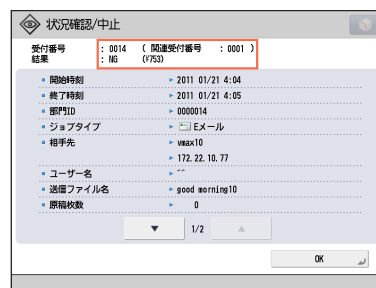 状況確認/中止
受付番号 : 0014 ( 関連受付番号 : 0001 )
結果 : NG (#753)
開始時刻 2011 01/21 4:04
終了時刻 2011 01/21 4:05
部門ID 0000014
ジョブタイプ Eメール
相手先 vmax10
172.22.10.77
ユーザー名 ^^
送信ファイル名 good morning10
原稿枚数 0
1/2
OK